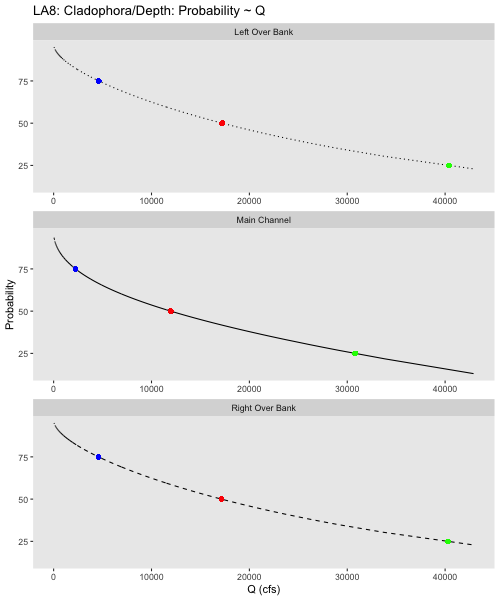 LA8: Cladophora/Depth: Probability ~ Q
Left Over Bank
75
50
25
0 10000 20000 30000 40000
Main Channel
75
50
25
0 10000 20000 30000 40000
Right Over Bank
75
50
25
0 10000 20000 30000 40000
Probability
Q (cfs)